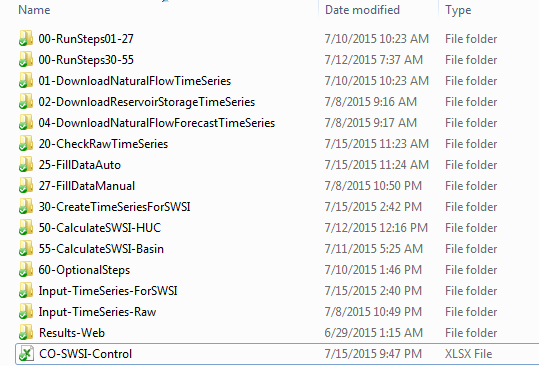 Name Date modified Type
00-RunSteps01-27 7/10/2015 10:23 AM File folder
00-RunSteps30-55 7/12/2015 7:37 AM File folder
01-DownloadNaturalFlowTimeSeries 7/10/2015 10:23 AM File folder
02-DownloadReservoirStorageTimeSeries 7/8/2015 9:16 AM File folder
04-DownloadNaturalFlowForecastTimeSeries 7/8/2015 9:17 AM File folder
20-CheckRawTimeSeries 7/15/2015 11:23 AM File folder
25-FillDataAuto 7/15/2015 11:24 AM File folder
27-FillDataManual 7/8/2015 10:50 PM File folder
30-CreateTimeSeriesForSWSI 7/15/2015 2:42 PM File folder
50-CalculateSWSI-HUC 7/12/2015 12:16 PM File folder
55-CalculateSWSI-Basin 7/11/2015 5:25 AM File folder
60-OptionalSteps 7/10/2015 1:46 PM File folder
Input-TimeSeries-ForSWSI 7/15/2015 2:40 PM File folder
Input-TimeSeries-Raw 7/8/2015 10:49 PM File folder
Results-Web 6/29/2015 1:15 AM File folder
CO-SWSI-Control 7/15/2015 9:47 PM XLSX File